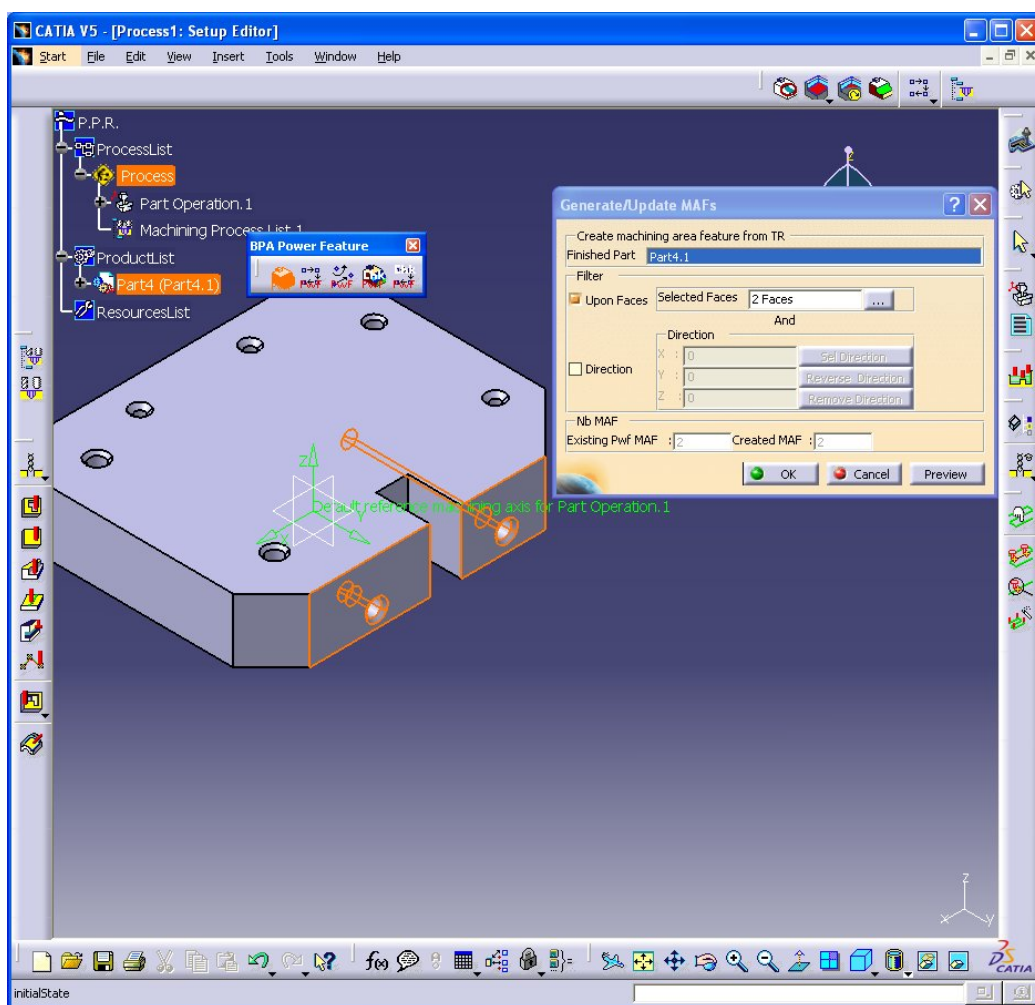 CATIA V5 - [Process1: Setup Editor]
Start File Edit View Insert Tools Window Help
P.P.R.
ProcessList
Process
Part Operation.1
Machining Process List.1
ProductList
Part4 (Part4.1)
ResourcesList
BPA Power Feature
Generate/Update MAFs
Create machining area feature from TR
Finished Part Part4.1
Filter
Upon Faces Selected Faces 2 Faces ...
And
Direction
Direction
X : 0 Sel Direction
Y : 0 Reverse Direction
Z : 0 Remove Direction
Nb MAF
Existing Pwf MAF : 2 Created MAF : 2
OK Cancel Preview
z
x
y
Default reference machining axis for Part Operation.1
z
x y
f(x)
CATIA
initialState